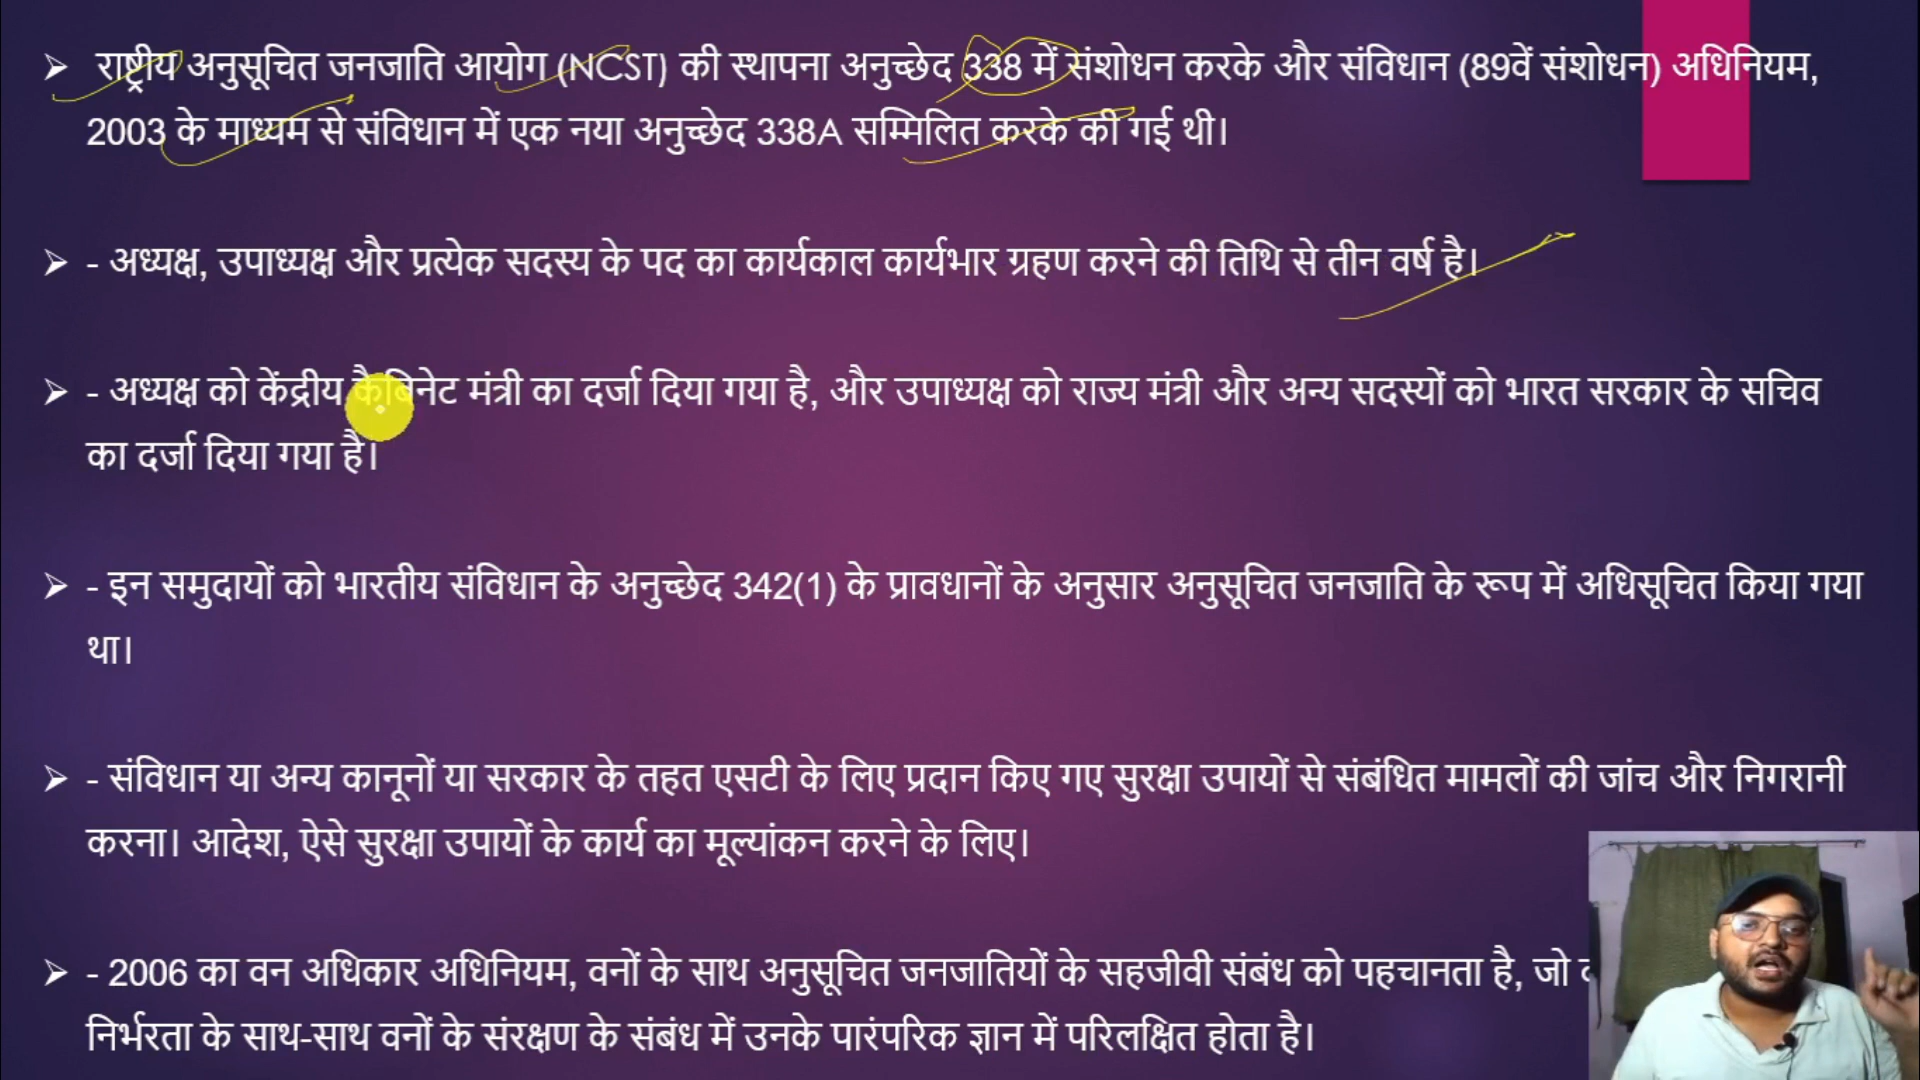 ➢ राष्ट्रीय अनुसूचित जनजाति आयोग (NCST) की स्थापना अनुच्छेद 338 में संशोधन करके और संविधान (89वें संशोधन) अधिनियम,
2003 के माध्यम से संविधान में एक नया अनुच्छेद 338A सम्मिलित करके की गई थी।
➢ - अध्यक्ष, उपाध्यक्ष और प्रत्येक सदस्य के पद का कार्यकाल कार्यभार ग्रहण करने की तिथि से तीन वर्ष है।
➢ - अध्यक्ष को केंद्रीय कैबिनेट मंत्री का दर्जा दिया गया है, और उपाध्यक्ष को राज्य मंत्री और अन्य सदस्यों को भारत सरकार के सचिव
का दर्जा दिया गया है।
➢ - इन समुदायों को भारतीय संविधान के अनुच्छेद 342(1) के प्रावधानों के अनुसार अनुसूचित जनजाति के रूप में अधिसूचित किया गया
था।
➢ - संविधान या अन्य कानूनों या सरकार के तहत एसटी के लिए प्रदान किए गए सुरक्षा उपायों से संबंधित मामलों की जांच और निगरानी
करना। आदेश, ऐसे सुरक्षा उपायों के कार्य का मूल्यांकन करने के लिए।
➢ - 2006 का वन अधिकार अधिनियम, वनों के साथ अनुसूचित जनजातियों के सहजीवी संबंध को पहचानता है, जो
निर्भरता के साथ-साथ वनों के संरक्षण के संबंध में उनके पारंपरिक ज्ञान में परिलक्षित होता है।